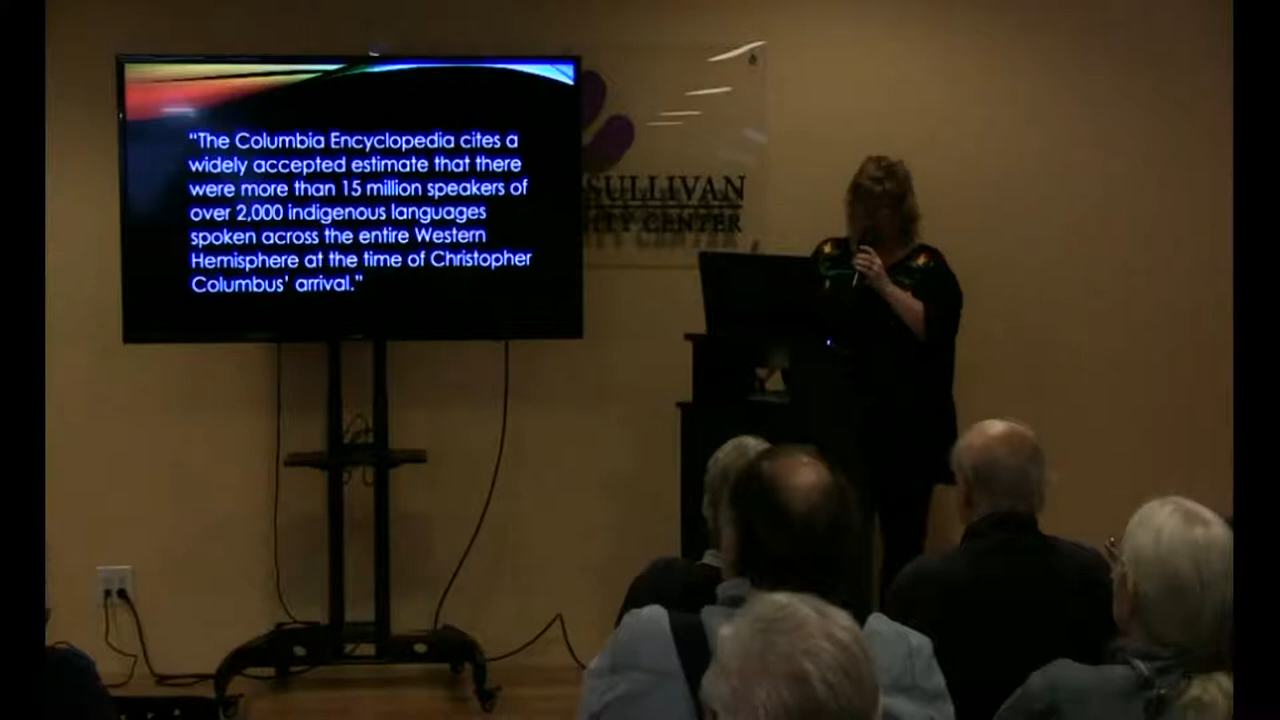 “The Columbia Encyclopedia cites a
widely accepted estimate that there
were more than 15 million speakers of
over 2,000 indigenous languages
spoken across the entire Western
Hemisphere at the time of Christopher
Columbus’ arrival.”
SULLIVAN
CENTER